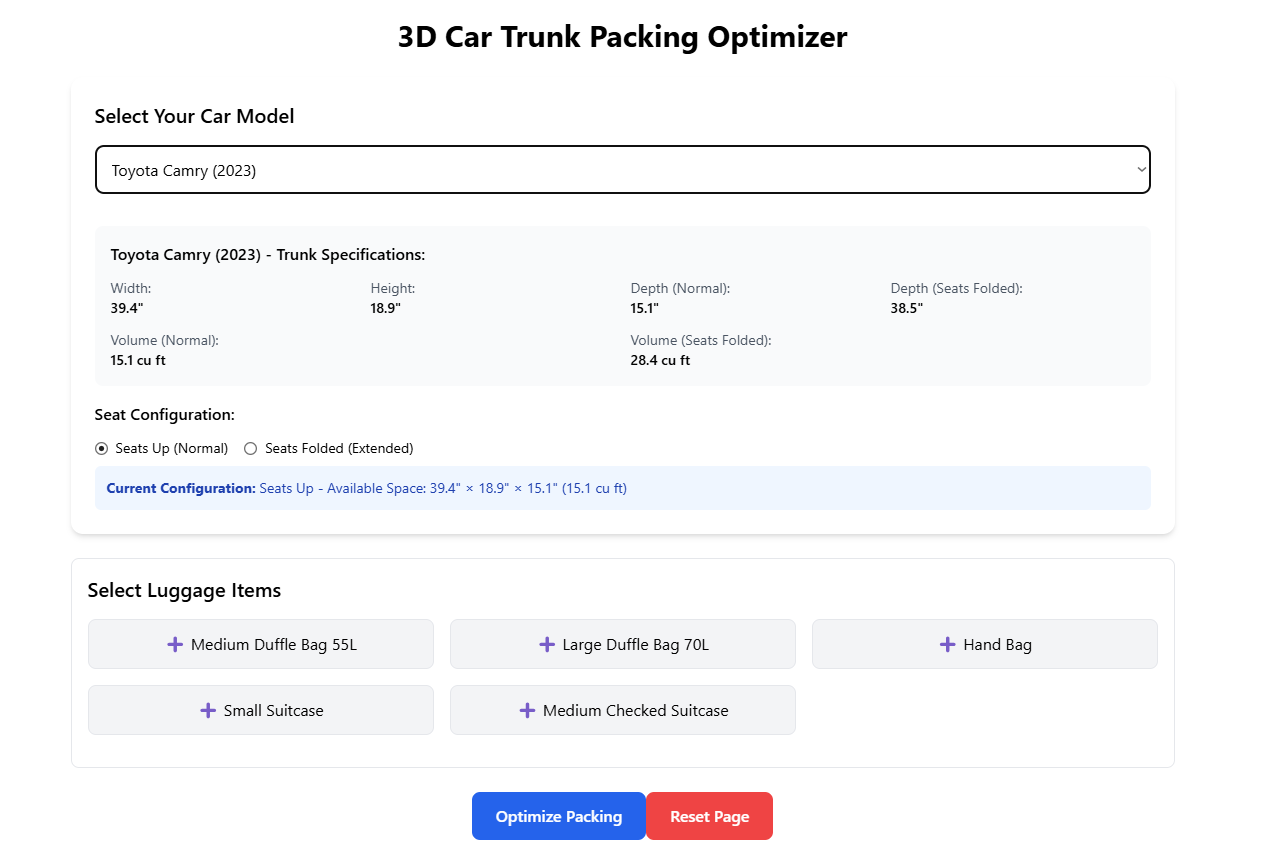 3D Car Trunk Packing Optimizer
Select Your Car Model
Toyota Camry (2023)
Toyota Camry (2023) - Trunk Specifications:
Width: Height: Depth (Normal): Depth (Seats Folded):
39.4" 18.9" 15.1" 38.5"
Volume (Normal): Volume (Seats Folded):
15.1 cu ft 28.4 cu ft
Seat Configuration:
Seats Up (Normal) Seats Folded (Extended)
Current Configuration: Seats Up - Available Space: 39.4" × 18.9" × 15.1" (15.1 cu ft)
Select Luggage Items
➕ Medium Duffle Bag 55L ➕ Large Duffle Bag 70L ➕ Hand Bag
➕ Small Suitcase ➕ Medium Checked Suitcase
Optimize Packing Reset Page